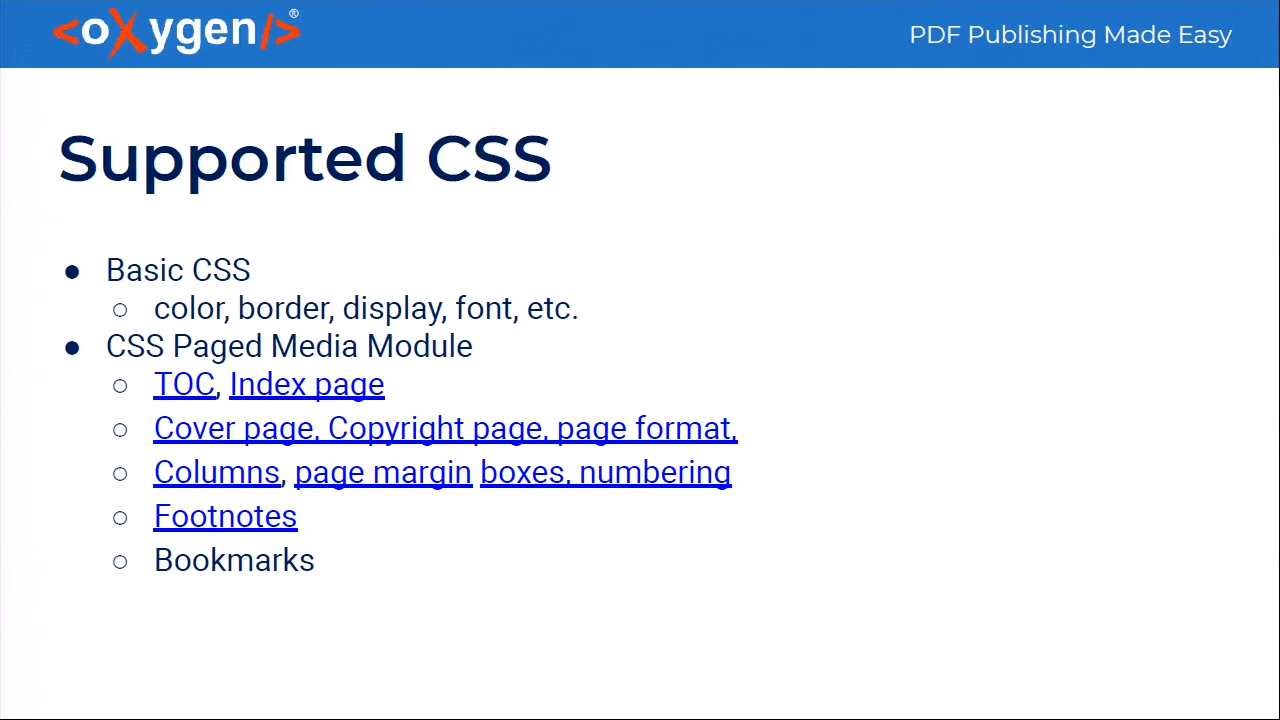 <oXygen/>®
PDF Publishing Made Easy
Supported CSS
● Basic CSS
○ color, border, display, font, etc.
● CSS Paged Media Module
○ TOC, Index page
○ Cover page, Copyright page, page format,
○ Columns, page margin boxes, numbering
○ Footnotes
○ Bookmarks